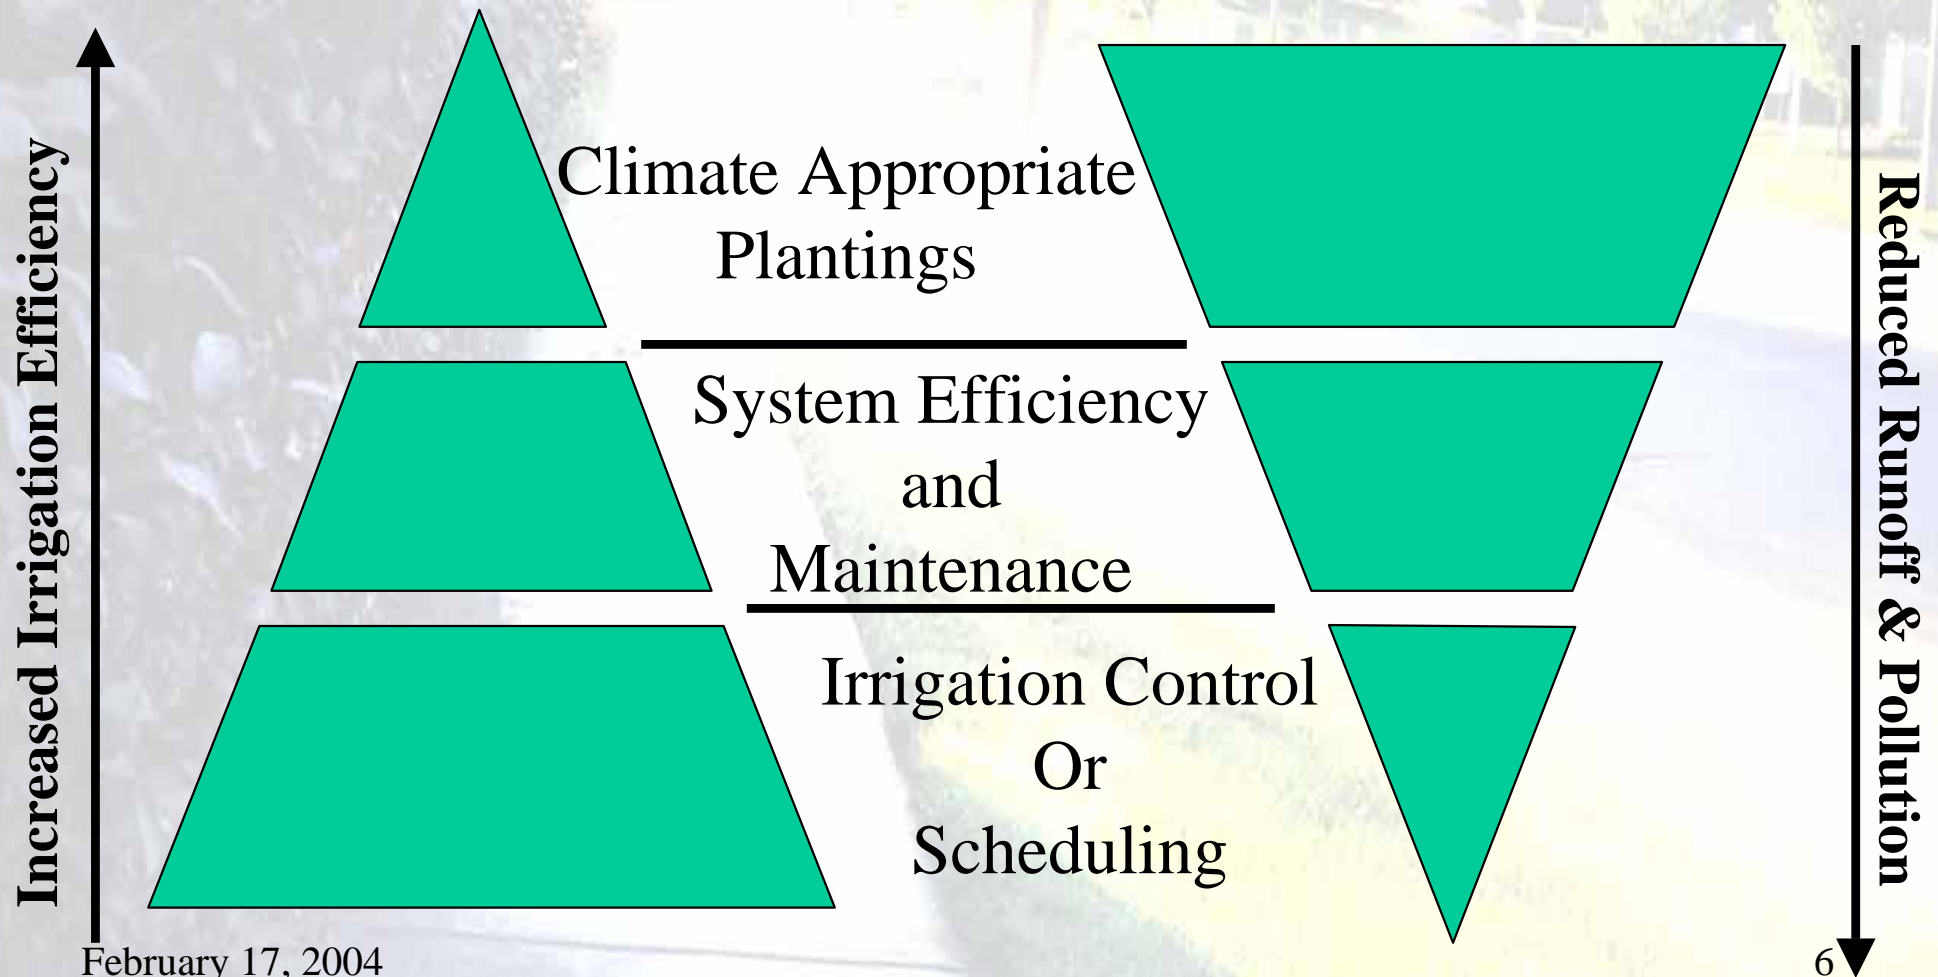 Increased Irrigation Efficiency
Climate Appropriate
Plantings
System Efficiency
and
Maintenance
Irrigation Control
Or
Scheduling
Reduced Runoff & Pollution
February 17, 2004
6